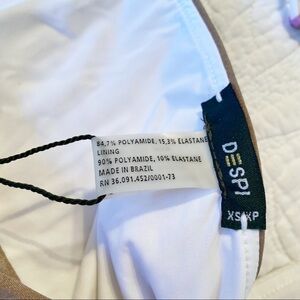 84,7% POLYAMIDE, 15,3% ELASTANE
LINING
90% POLYAMIDE, 10% ELASTANE
MADE IN BRAZIL
RN 36.091.452/0001-73
DESPI
XS/XP